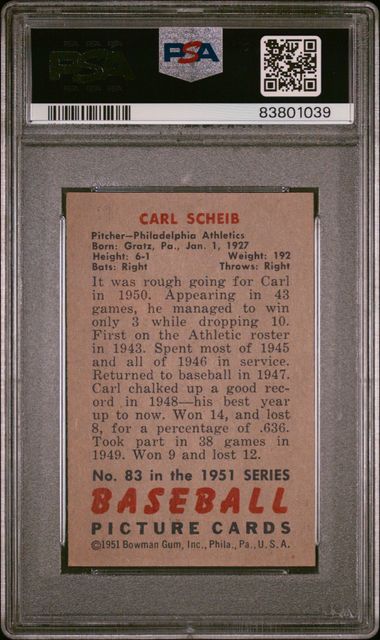 PSA
PSA
83801039
CARL SCHEIB
Pitcher—Philadelphia Athletics
Born: Gratz, Pa., Jan. 1, 1927
Height: 6-1 Weight: 192
Bats: Right Throws: Right
It was rough going for Carl
in 1950. Appearing in 43
games, he managed to win
only 3 while dropping 10.
First on the Athletic roster
in 1943. Spent most of 1945
and all of 1946 in service.
Returned to baseball in 1947.
Carl chalked up a good rec-
ord in 1948—his best year
up to now. Won 14, and lost
8, for a percentage of .636.
Took part in 38 games in
1949. Won 9 and lost 12.
No. 83 in the 1951 SERIES
BASEBALL
PICTURE CARDS
©1951 Bowman Gum, Inc., Phila., Pa., U.S.A.